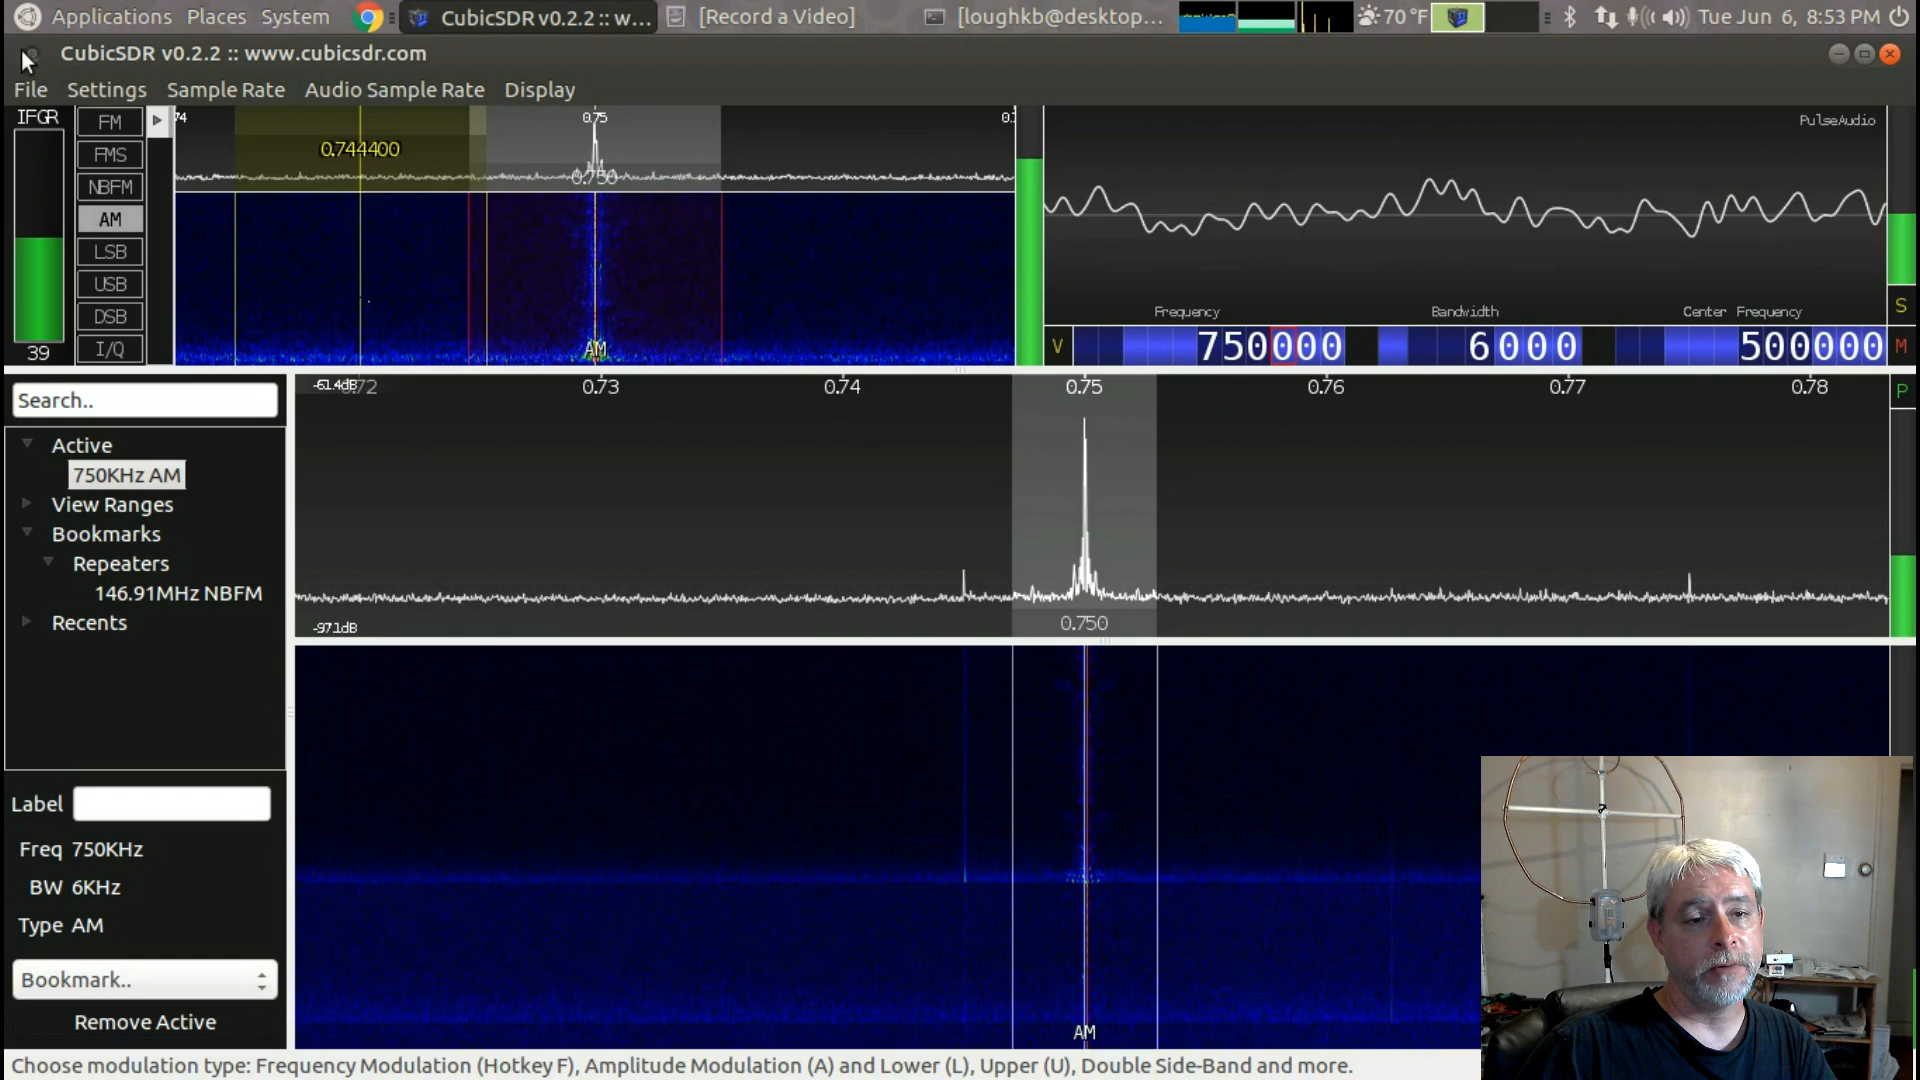 Applications Places System CubicSDR v0.2.2 :: w... [Record a Video] [loughkb@desktop... 70 °F Tue Jun 6, 8:53 PM
CubicSDR v0.2.2 :: www.cubicsdr.com
File Settings Sample Rate Audio Sample Rate Display
IFGR
FM
FMS
NBFM
AM
LSB
USB
DSB
I/Q
39
74 0.75 0.
0.744400
0.750
AM
PulseAudio
Frequency Bandwidth Center Frequency
V 750000 6000 500000 M
S
P
Search..
Active
750KHz AM
View Ranges
Bookmarks
Repeaters
146.91MHz NBFM
Recents
-61.4dB 72 0.73 0.74 0.75 0.76 0.77 0.78
0.750
-97.1dB
AM
Label
Freq 750KHz
BW 6KHz
Type AM
Bookmark..
Remove Active
Choose modulation type: Frequency Modulation (Hotkey F), Amplitude Modulation (A) and Lower (L), Upper (U), Double Side-Band and more.